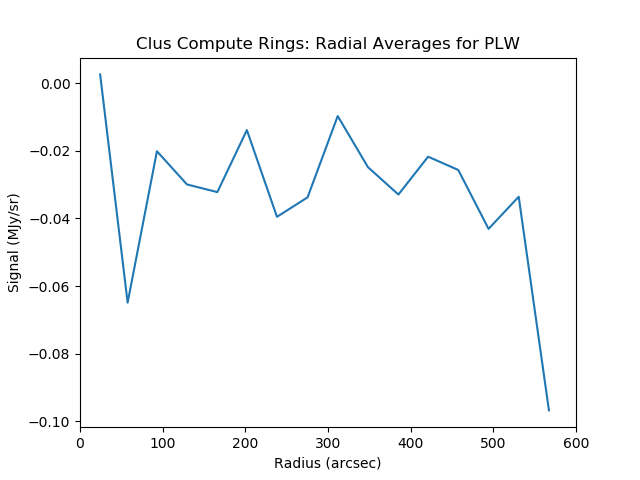 Clus Compute Rings: Radial Averages for PLW
0.00
−0.02
−0.04
−0.06
−0.08
−0.10
Signal (MJy/sr)
0 100 200 300 400 500 600
Radius (arcsec)